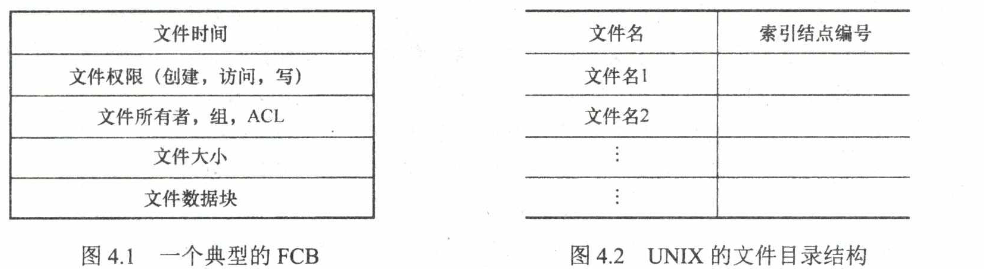 文件时间
文件权限（创建，访问，写）
文件所有者，组，ACL
文件大小
文件数据块
图 4.1 一个典型的 FCB
文件名 索引结点编号
文件名1
文件名2
⋮
⋮
图 4.2 UNIX 的文件目录结构